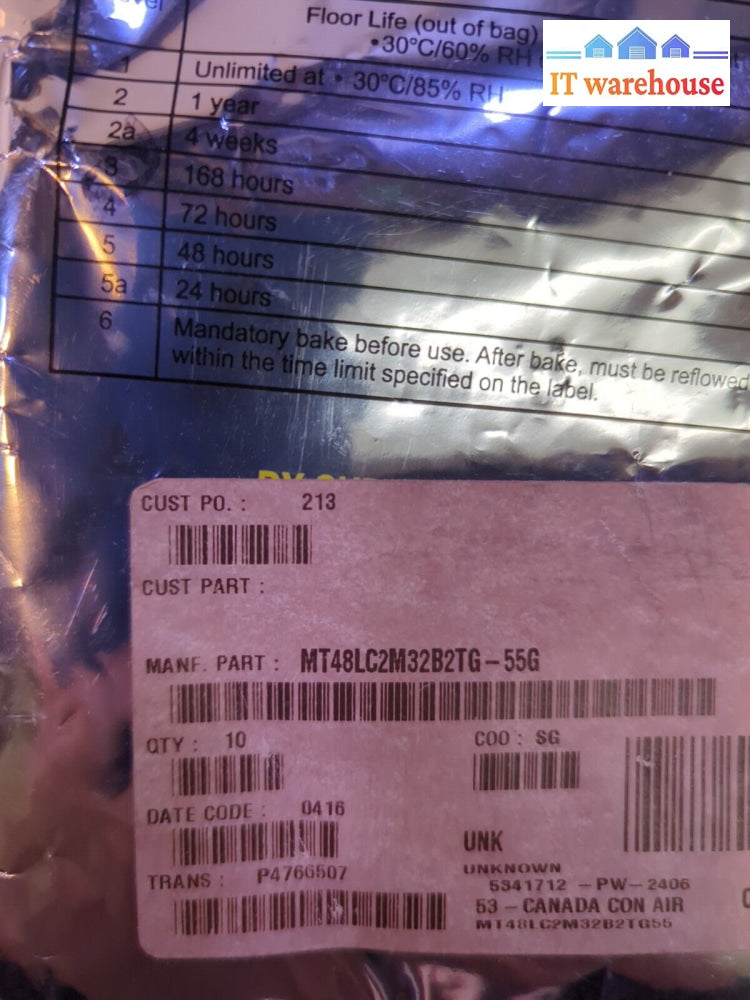 Floor Life (out of bag)
•30°C/60% RH
IT warehouse
1 Unlimited at • 30°C/85% RH
2 1 year
2a 4 weeks
3 168 hours
4 72 hours
5 48 hours
5a 24 hours
6 Mandatory bake before use. After bake, must be reflowed
within the time limit specified on the label.
CUST PO. : 213
CUST PART :
MANF. PART : MT48LC2M32B2TG-55G
QTY : 10 COO : SG
DATE CODE : 0416
UNK
TRANS : P4766507
UNKNOWN
5341712 -PW-2406
53 - CANADA CON AIR
MT48LC2M32B2TG55